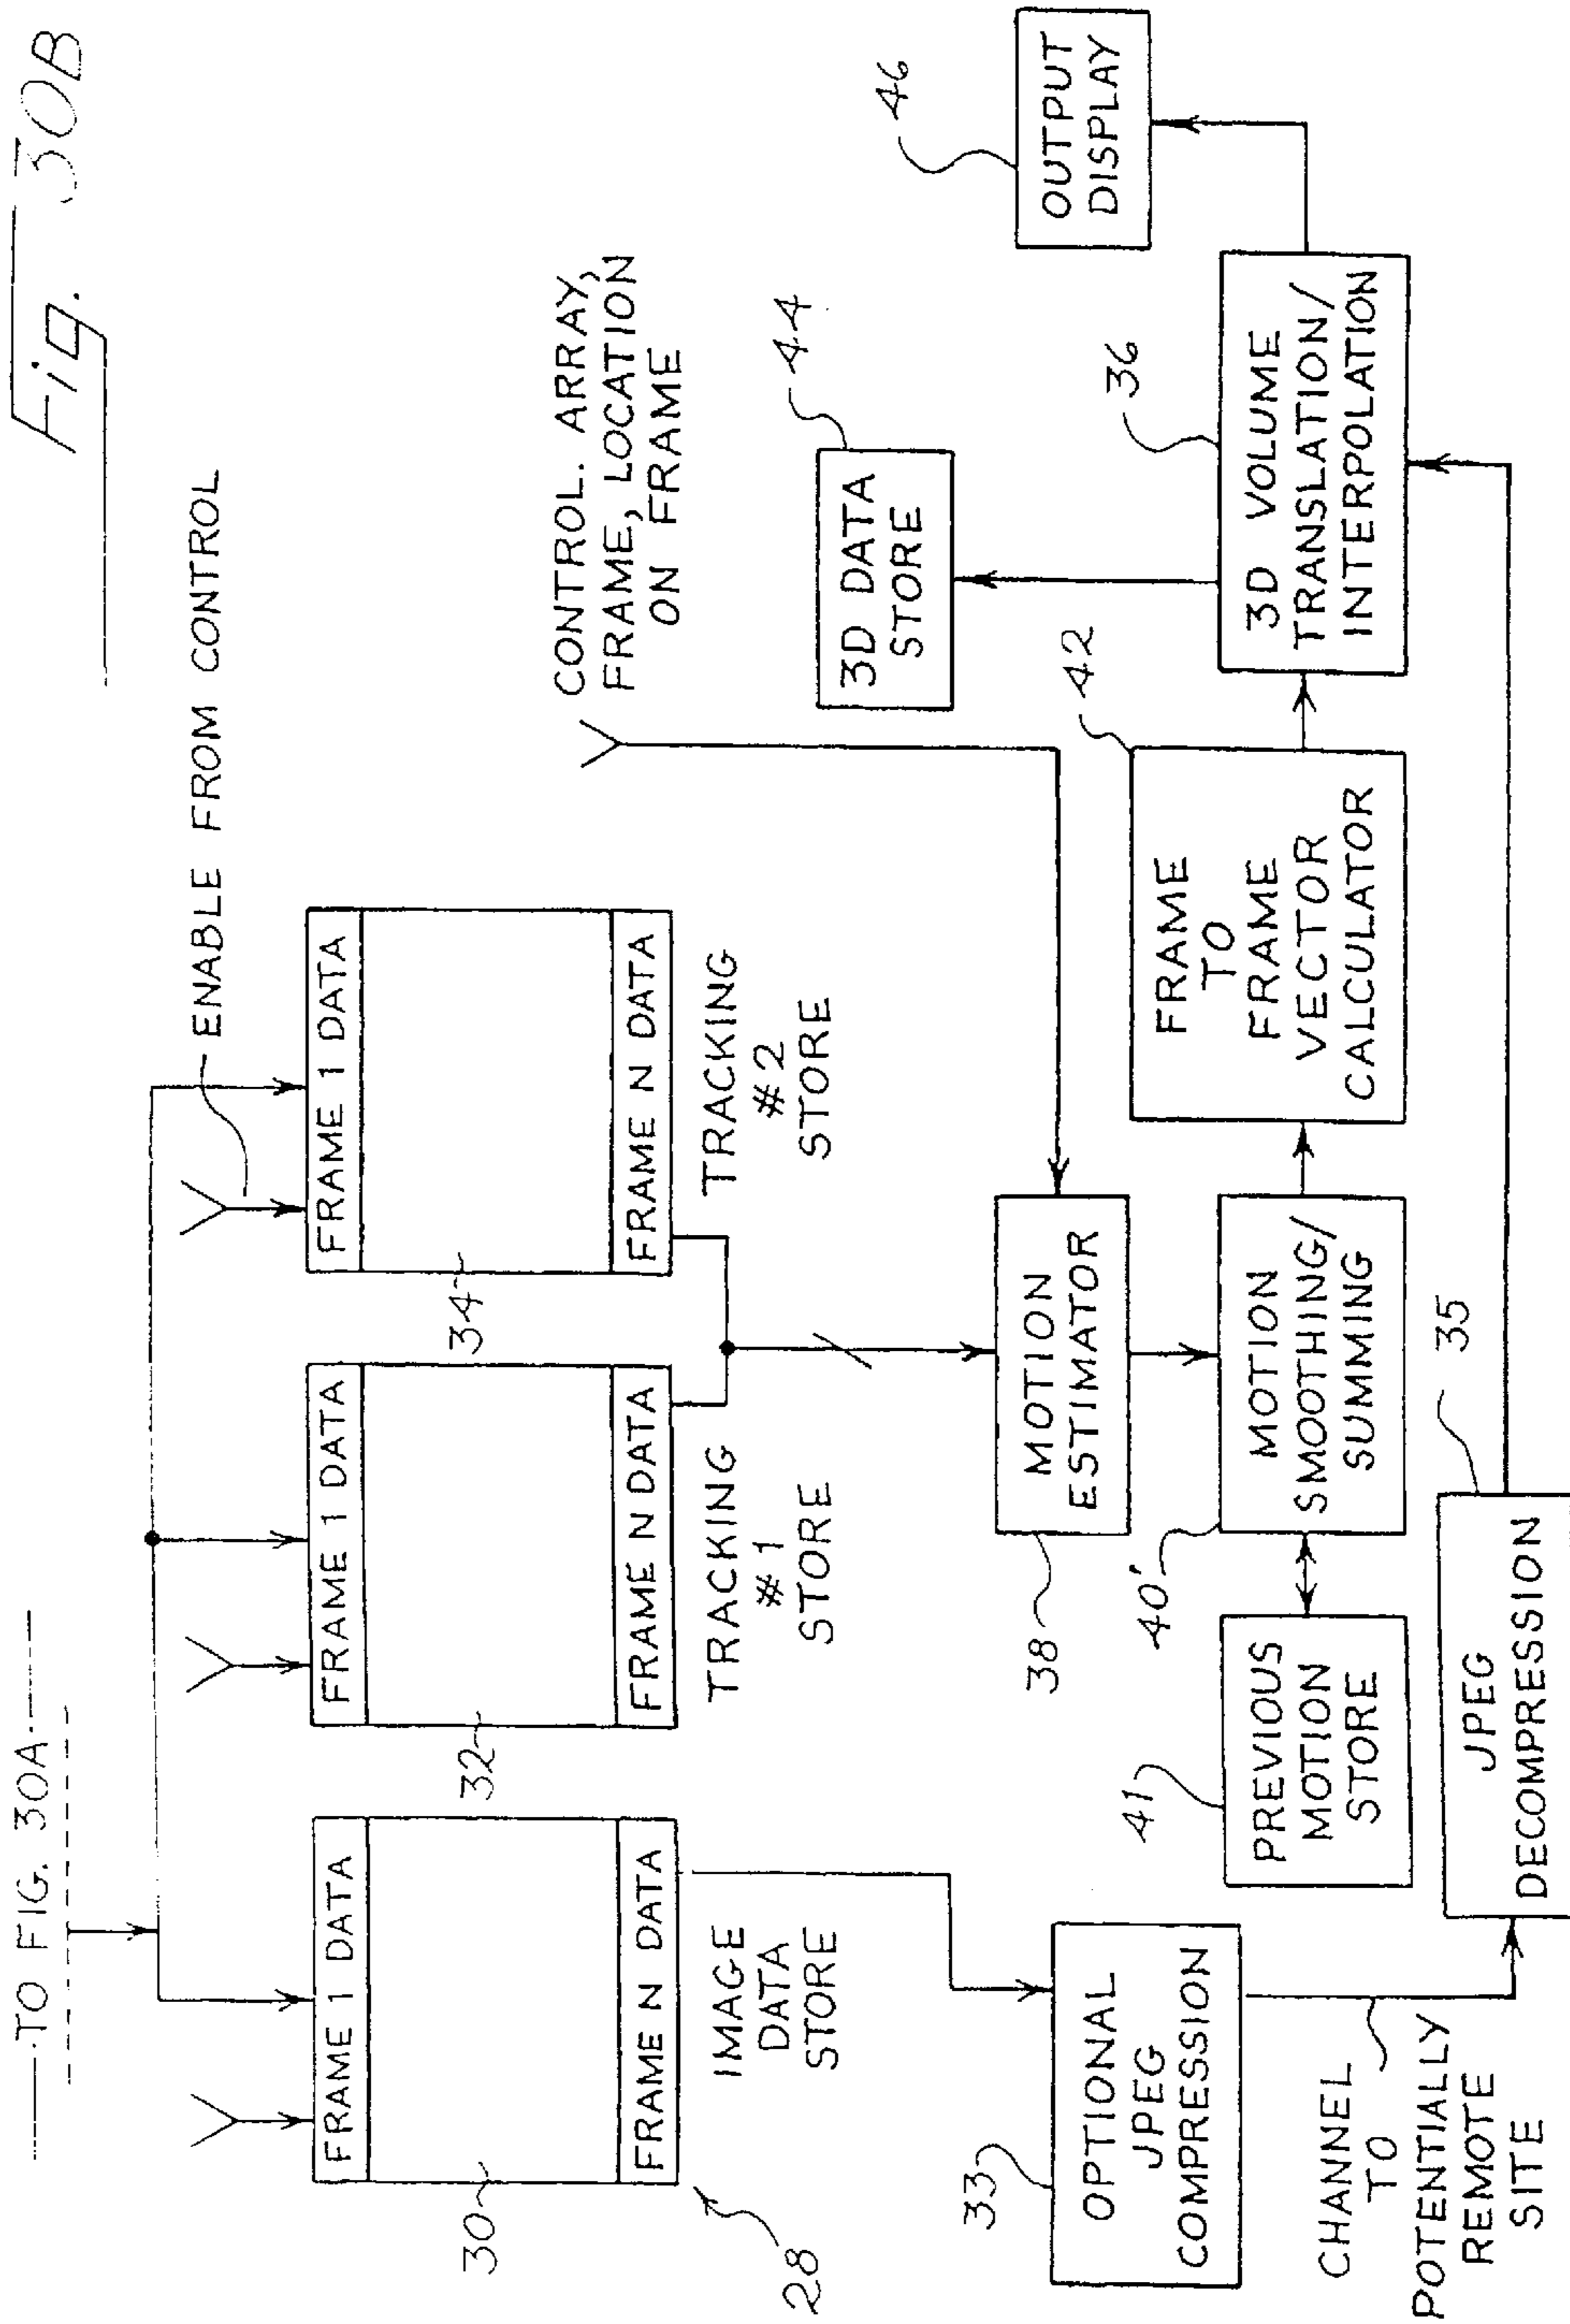 Fig. 30B
TO FIG. 30A.
ENABLE FROM CONTROL
FRAME 1 DATA
FRAME N DATA
30
28
IMAGE
DATA
STORE
FRAME 1 DATA
FRAME N DATA
32
TRACKING
#1
STORE
FRAME 1 DATA
FRAME N DATA
34
TRACKING
#2
STORE
CONTROL. ARRAY,
FRAME, LOCATION
ON FRAME
33
OPTIONAL
JPEG
COMPRESSION
CHANNEL
TO
POTENTIALLY
REMOTE
SITE
38
MOTION
ESTIMATOR
40'
MOTION
SMOOTHING/
SUMMING
41
PREVIOUS
MOTION
STORE
35
JPEG
DECOMPRESSION
42
FRAME
TO
FRAME
VECTOR
CALCULATOR
44
3D DATA
STORE
36
3D VOLUME
TRANSLATION/
INTERPOLATION
46
OUTPUT
DISPLAY